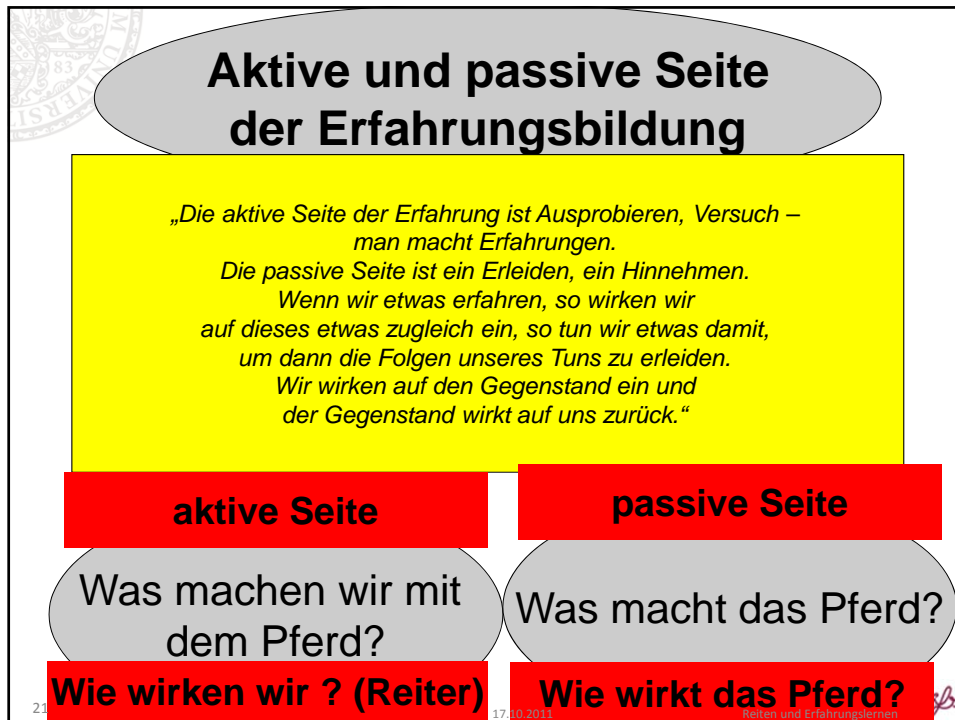 Aktive und passive Seite
der Erfahrungsbildung
„Die aktive Seite der Erfahrung ist Ausprobieren, Versuch –
man macht Erfahrungen.
Die passive Seite ist ein Erleiden, ein Hinnehmen.
Wenn wir etwas erfahren, so wirken wir
auf dieses etwas zugleich ein, so tun wir etwas damit,
um dann die Folgen unseres Tuns zu erleiden.
Wir wirken auf den Gegenstand ein und
der Gegenstand wirkt auf uns zurück.“
aktive Seite
Was machen wir mit
dem Pferd?
Wie wirken wir ? (Reiter)
passive Seite
Was macht das Pferd?
Wie wirkt das Pferd?
21
17.10.2011
Reiten und Erfahrungslernen